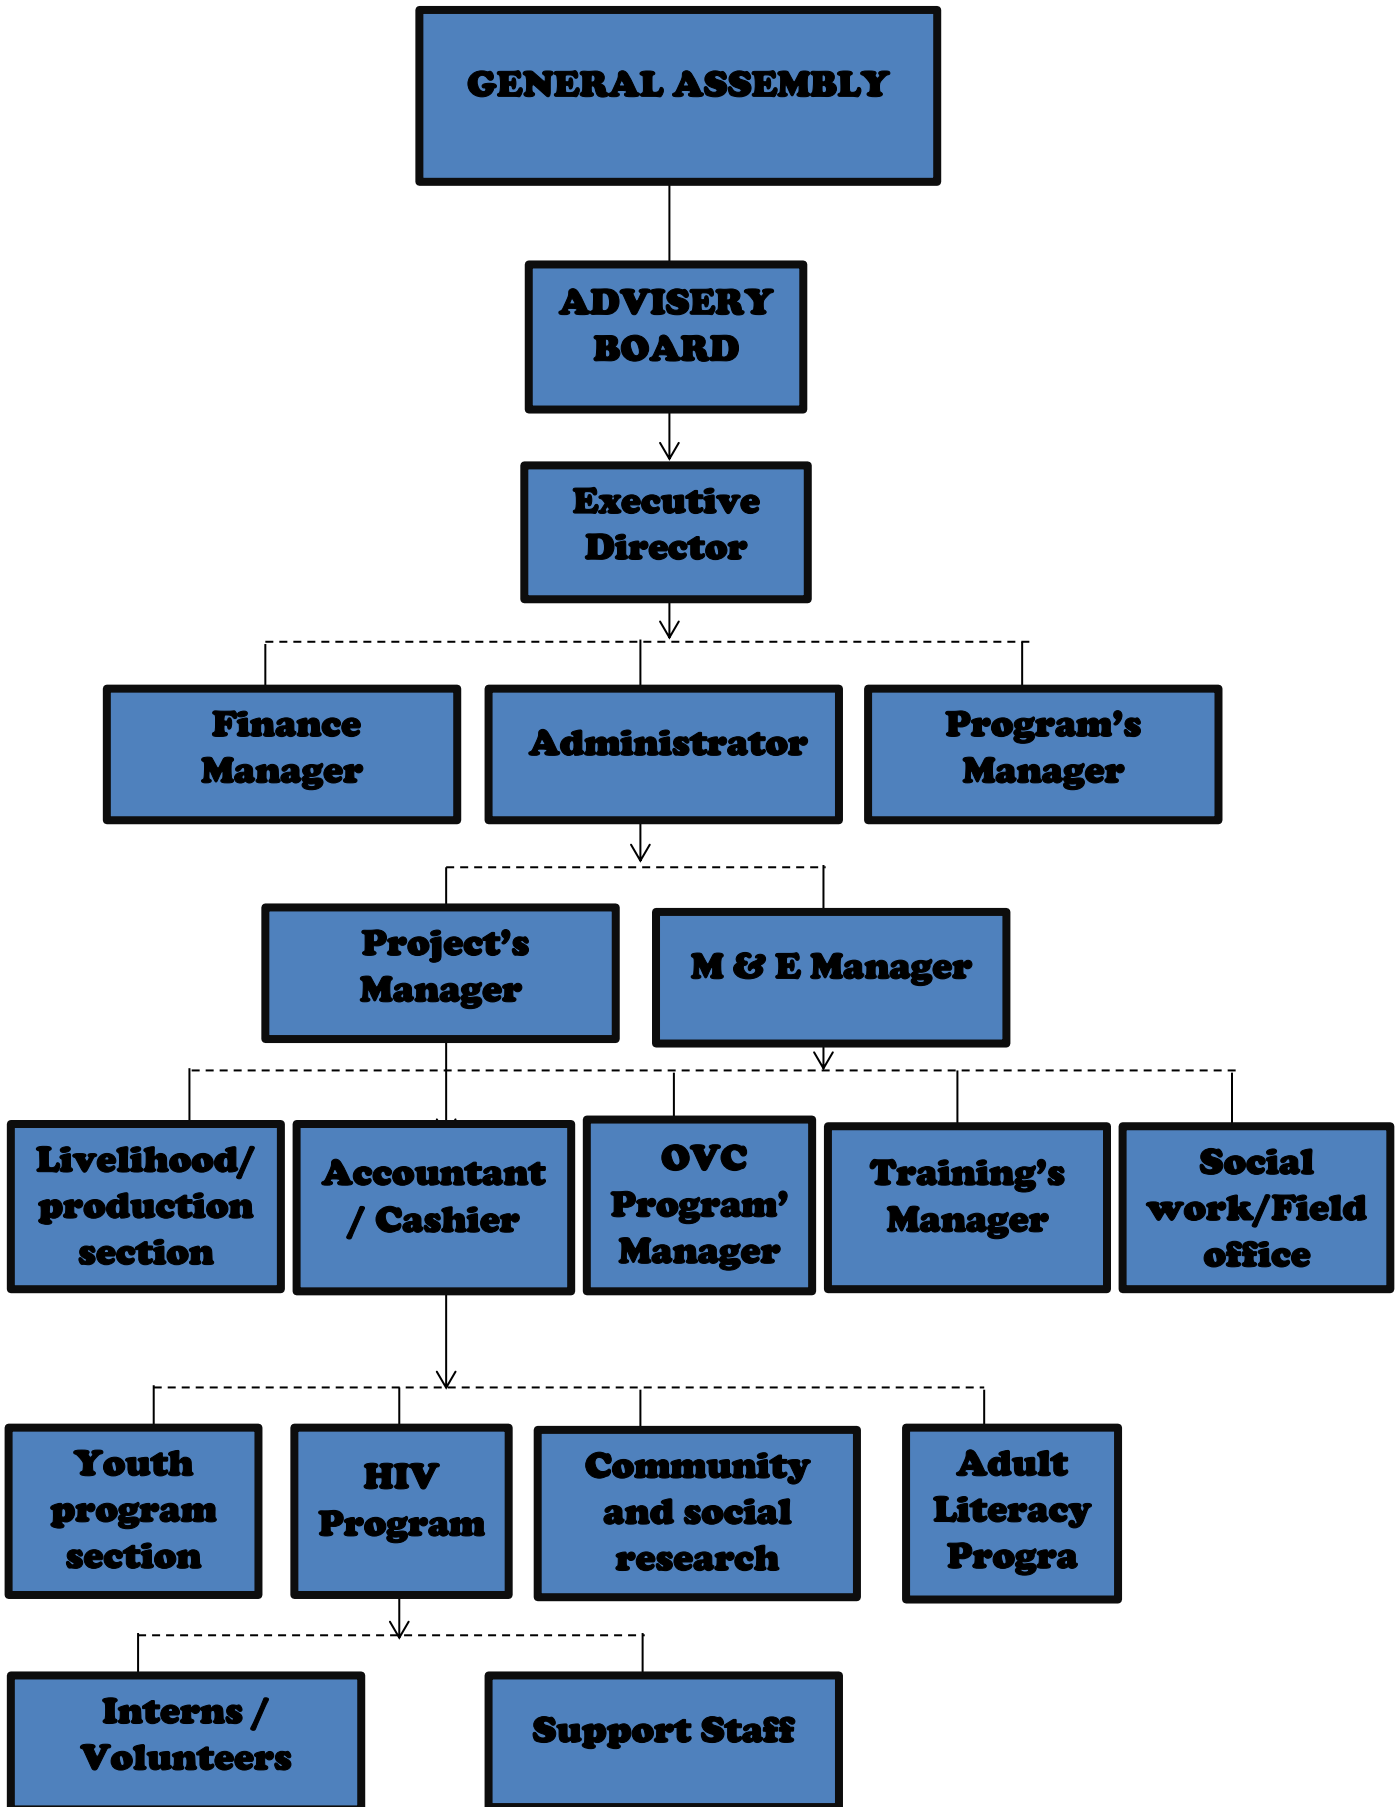 GENERAL ASSEMBLY
ADVISERY
BOARD
Executive
Director
Finance
Manager
Administrator
Program’s
Manager
Project’s
Manager
M & E Manager
Livelihood/
production
section
Accountant
/ Cashier
OVC
Program’
Manager
Training’s
Manager
Social
work/Field
office
Youth
program
section
HIV
Program
Community
and social
research
Adult
Literacy
Progra
Interns /
Volunteers
Support Staff